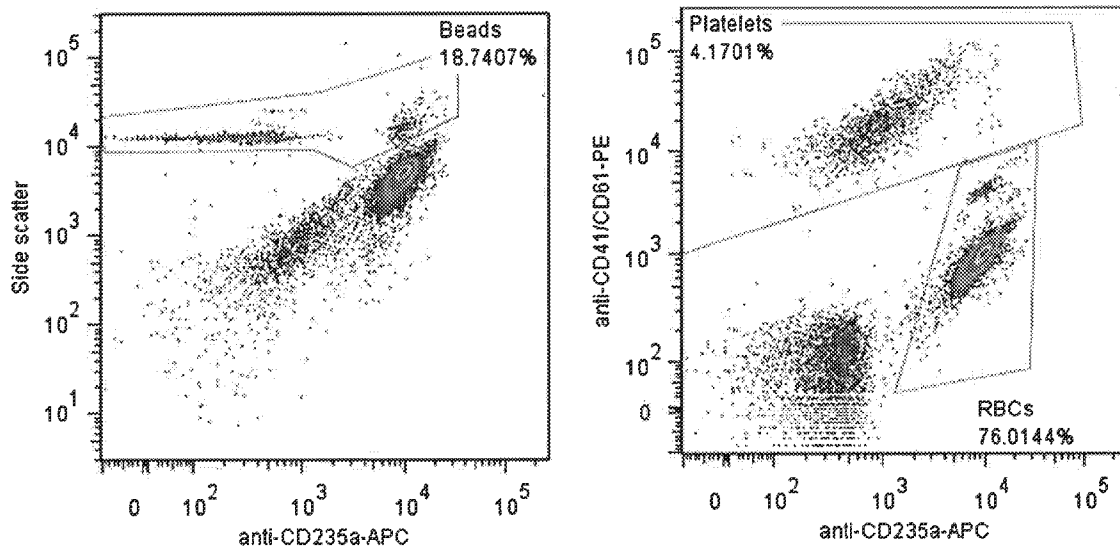 Beads
18.7407%
10^5
10^4
10^3
10^2
10^1
Side scatter
0 10^2 10^3 10^4 10^5
anti-CD235a-APC
Platelets
4.1701%
10^5
10^4
10^3
10^2
0
anti-CD41/CD61-PE
RBCs
76.0144%
0 10^2 10^3 10^4 10^5
anti-CD235a-APC